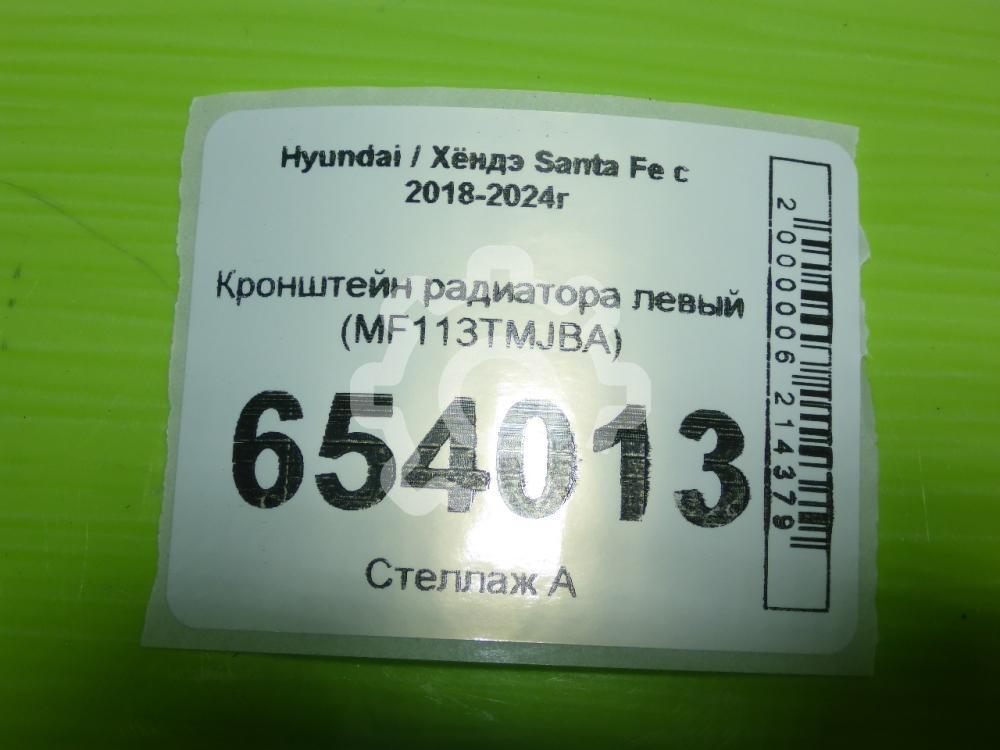 Hyundai / Хёндэ Santa Fe с
2018-2024г
Кронштейн радиатора левый
(MF113TMJBA)
654013
Стеллаж А
2000006214379